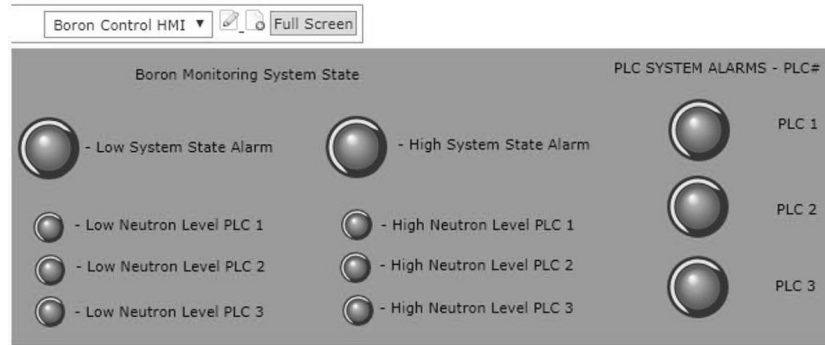 Boron Control HMI
Full Screen
Boron Monitoring System State
PLC SYSTEM ALARMS - PLC#
- Low System State Alarm
- High System State Alarm
PLC 1
- Low Neutron Level PLC 1
- High Neutron Level PLC 1
PLC 2
- Low Neutron Level PLC 2
- High Neutron Level PLC 2
PLC 3
- Low Neutron Level PLC 3
- High Neutron Level PLC 3